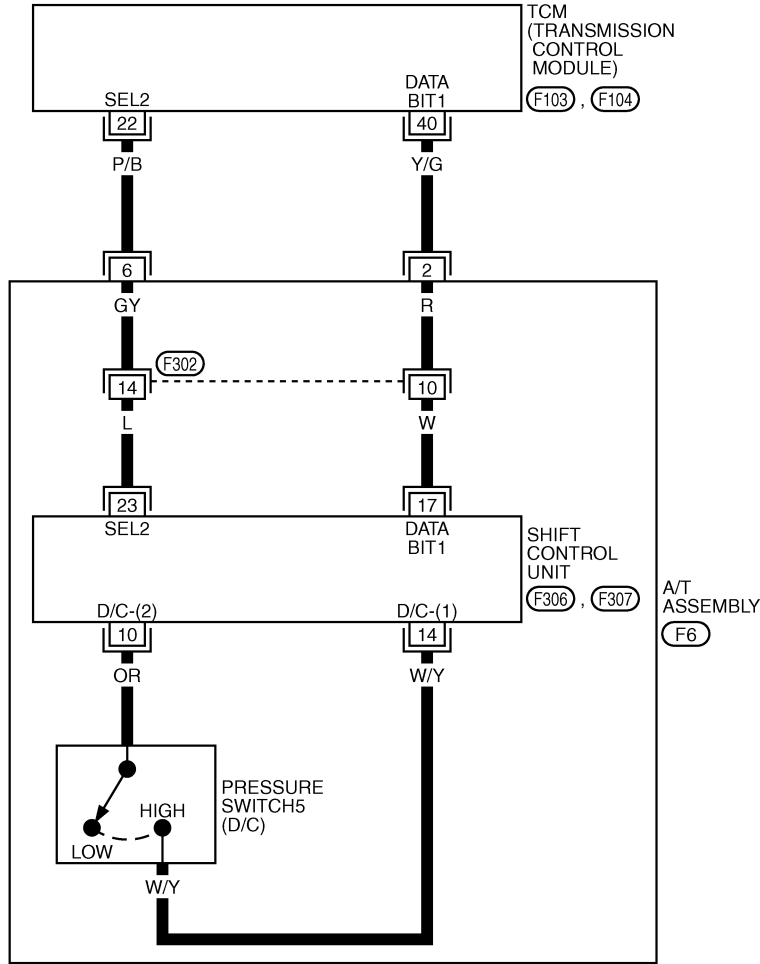 TCM
(TRANSMISSION
CONTROL
MODULE)
F103 , F104
SEL2
DATA
BIT1
22
40
P/B
Y/G
6
2
GY
R
F302
14
10
L
W
23
17
SEL2
DATA
BIT1
SHIFT
CONTROL
UNIT
F306 , F307
A/T
ASSEMBLY
F6
D/C-(2)
D/C-(1)
10
14
OR
W/Y
PRESSURE
SWITCH5
(D/C)
HIGH
LOW
W/Y